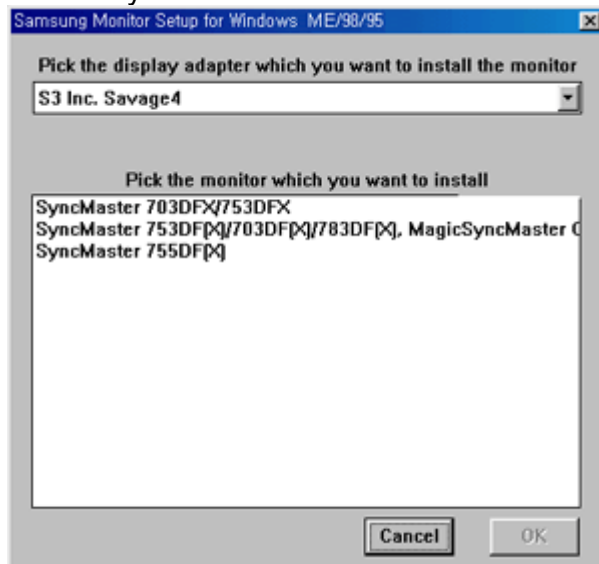 Samsung Monitor Setup for Windows ME/98/95
Pick the display adapter which you want to install the monitor
S3 Inc. Savage4
Pick the monitor which you want to install
SyncMaster 703DFX/753DFX
SyncMaster 753DF[X]/703DF[X]/783DF[X], MagicSyncMaster
SyncMaster 755DF[X]
Cancel
OK